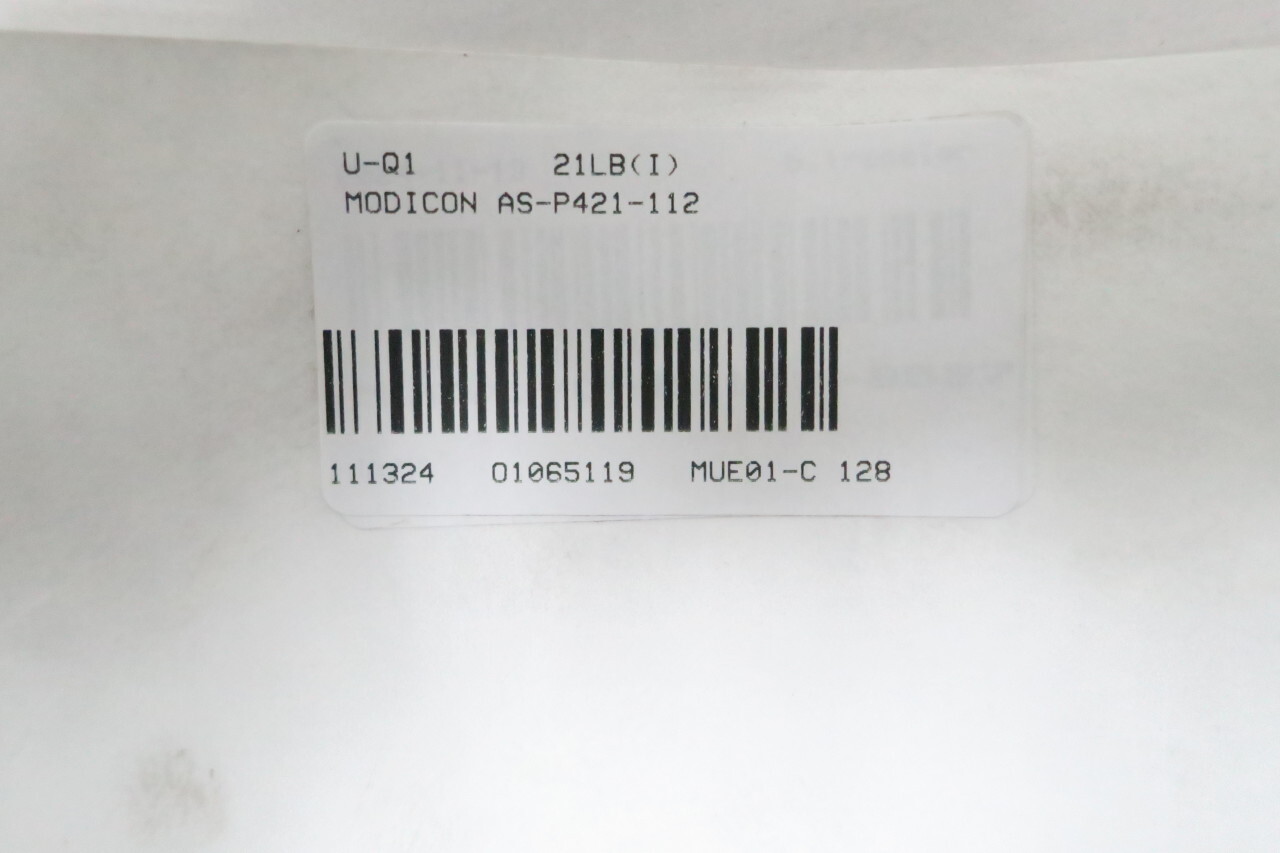 U-Q1 21LB(I)
MODICON AS-P421-112
111324 01065119 MUE01-C 128